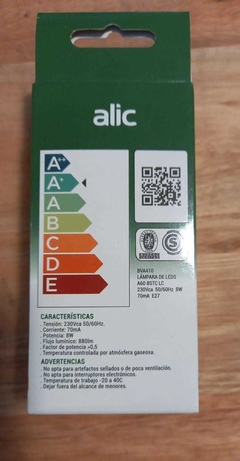 alic
A++
A+
A
B
C
D
E
BVA410
LÁMPARA DE LEDS
A60 8STC LC
230Vca 50/60Hz 8W
70mA E27
CARACTERÍSTICAS
. Tensión: 230Vca 50/60Hz.
. Corriente: 70mA
. Potencia: 8W
. Flujo lumínico: 880lm
. Factor de potencia >0,5
. Temperatura controlada por atmósfera gaseosa.
ADVERTENCIAS
. No apta para artefactos sellados o de poca ventilación.
. No apta para interruptores electrónicos.
. Temperatura de trabajo -20 a 40C
. Dejar fuera del alcance de menores.